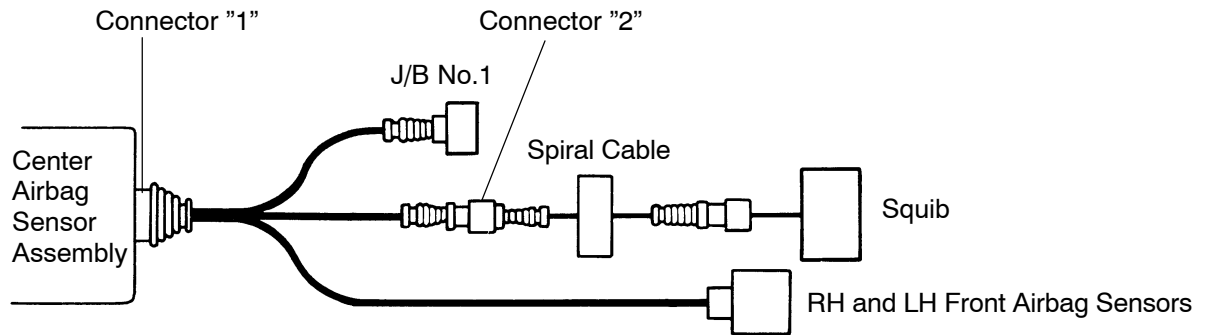 Connector ”1” Connector ”2”
J/B No.1
Spiral Cable
Center
Airbag
Sensor
Assembly
Squib
RH and LH Front Airbag Sensors